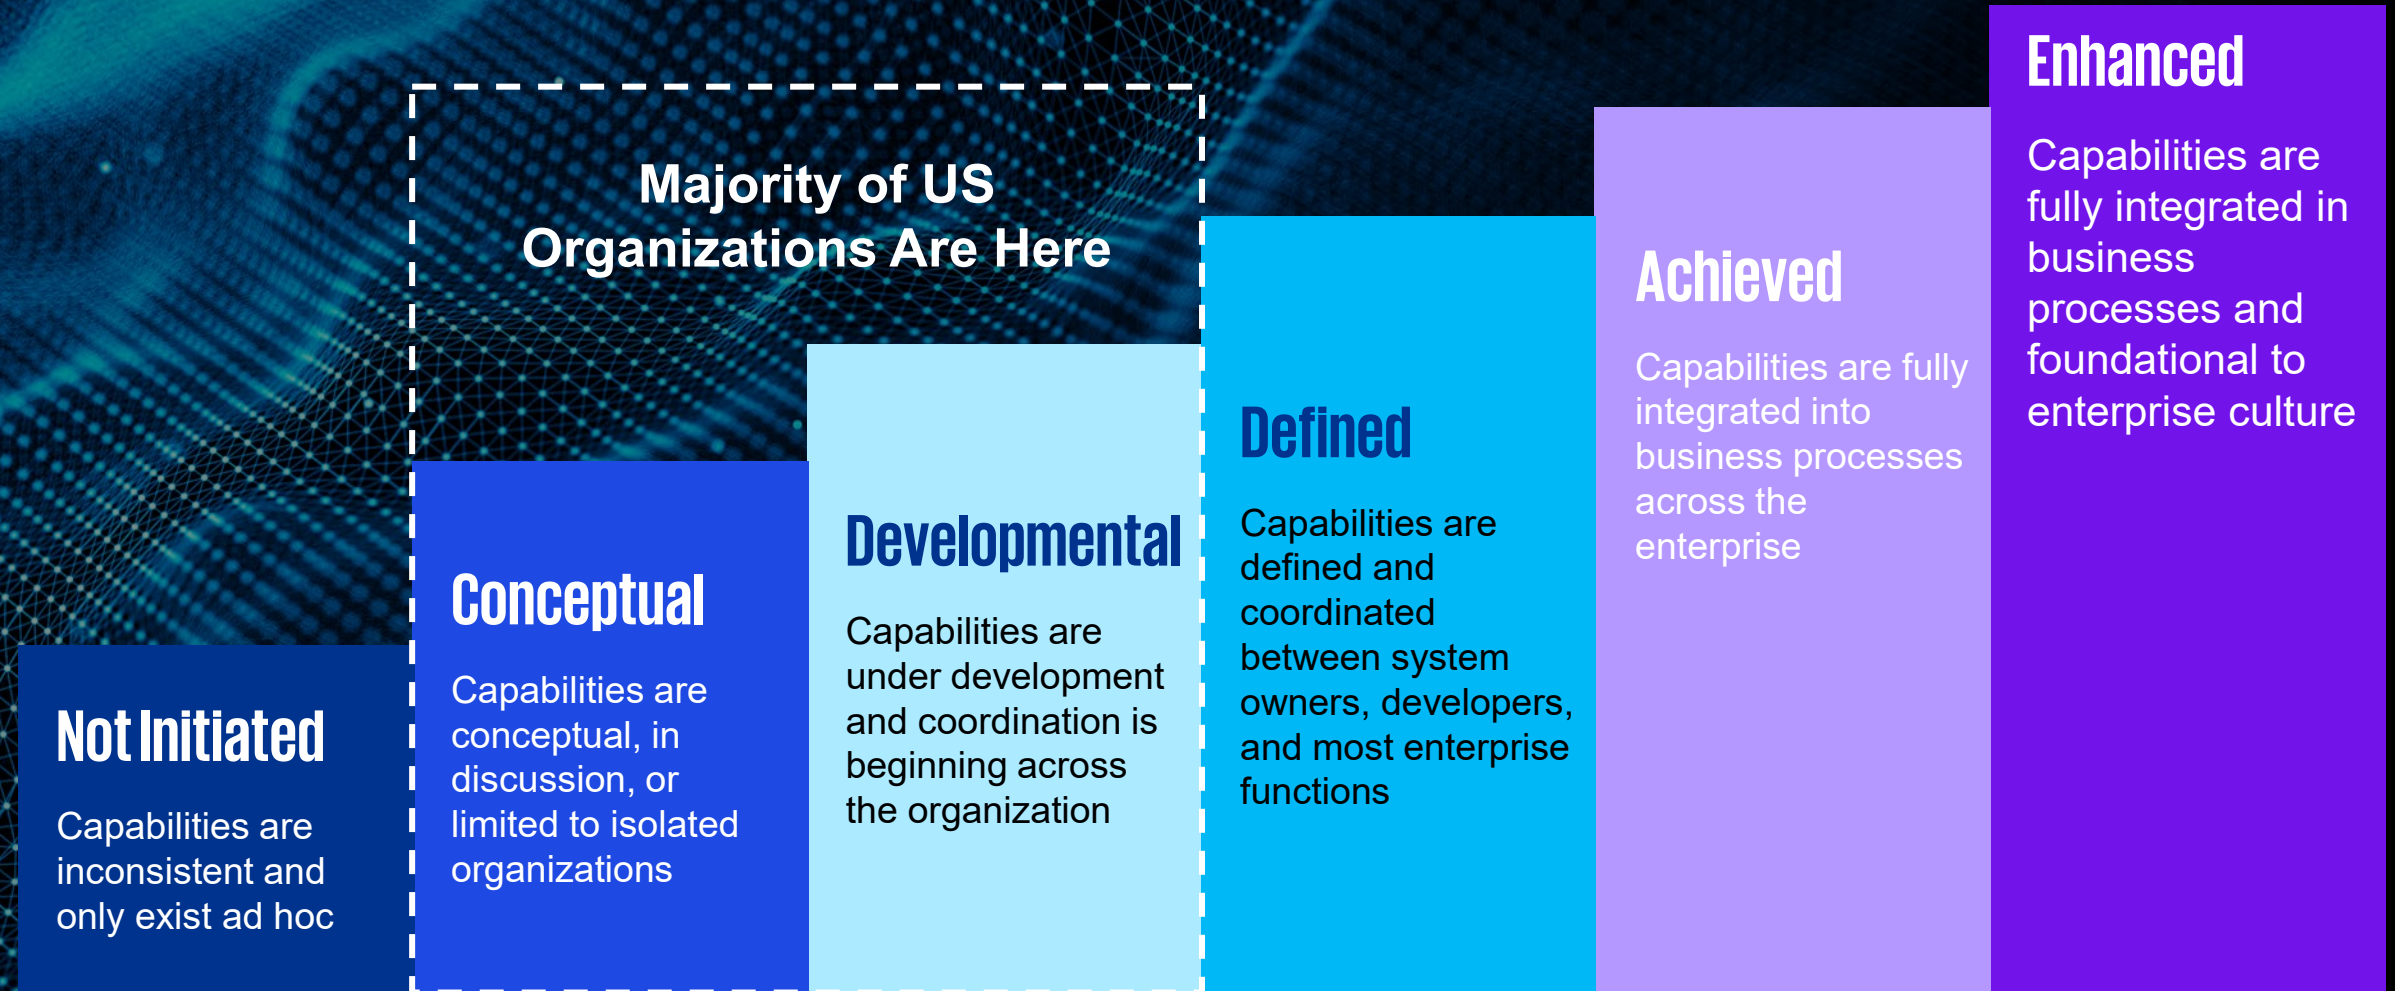 Majority of US
Organizations Are Here
Not Initiated
Capabilities are
inconsistent and
only exist ad hoc
Conceptual
Capabilities are
conceptual, in
discussion, or
limited to isolated
organizations
Developmental
Capabilities are
under development
and coordination is
beginning across
the organization
Defined
Capabilities are
defined and
coordinated
between system
owners, developers,
and most enterprise
functions
Achieved
Capabilities are fully
integrated into
business processes
across the
enterprise
Enhanced
Capabilities are
fully integrated in
business
processes and
foundational to
enterprise culture